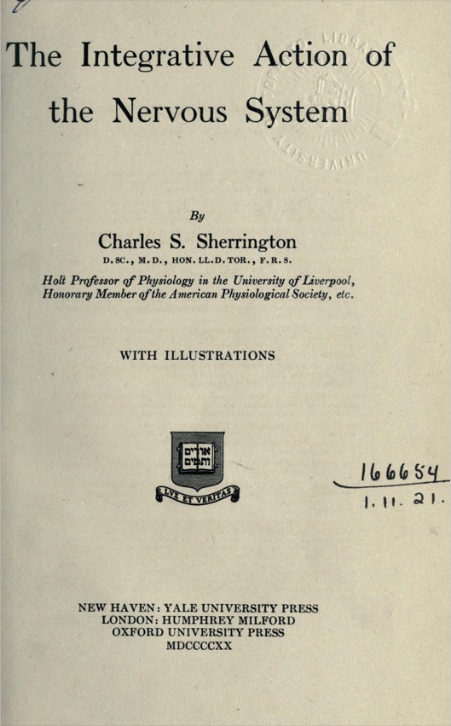 The Integrative Action of
the Nervous System
By
Charles S. Sherrington
D.SC., M.D., HON. LL.D. TOR., F.R.S.
Holt Professor of Physiology in the University of Liverpool,
Honorary Member of the American Physiological Society, etc.
WITH ILLUSTRATIONS
אורים
ותמים
LVX ET VERITAS
166654
1.11.21.
NEW HAVEN: YALE UNIVERSITY PRESS
LONDON: HUMPHREY MILFORD
OXFORD UNIVERSITY PRESS
MDCCCCXX